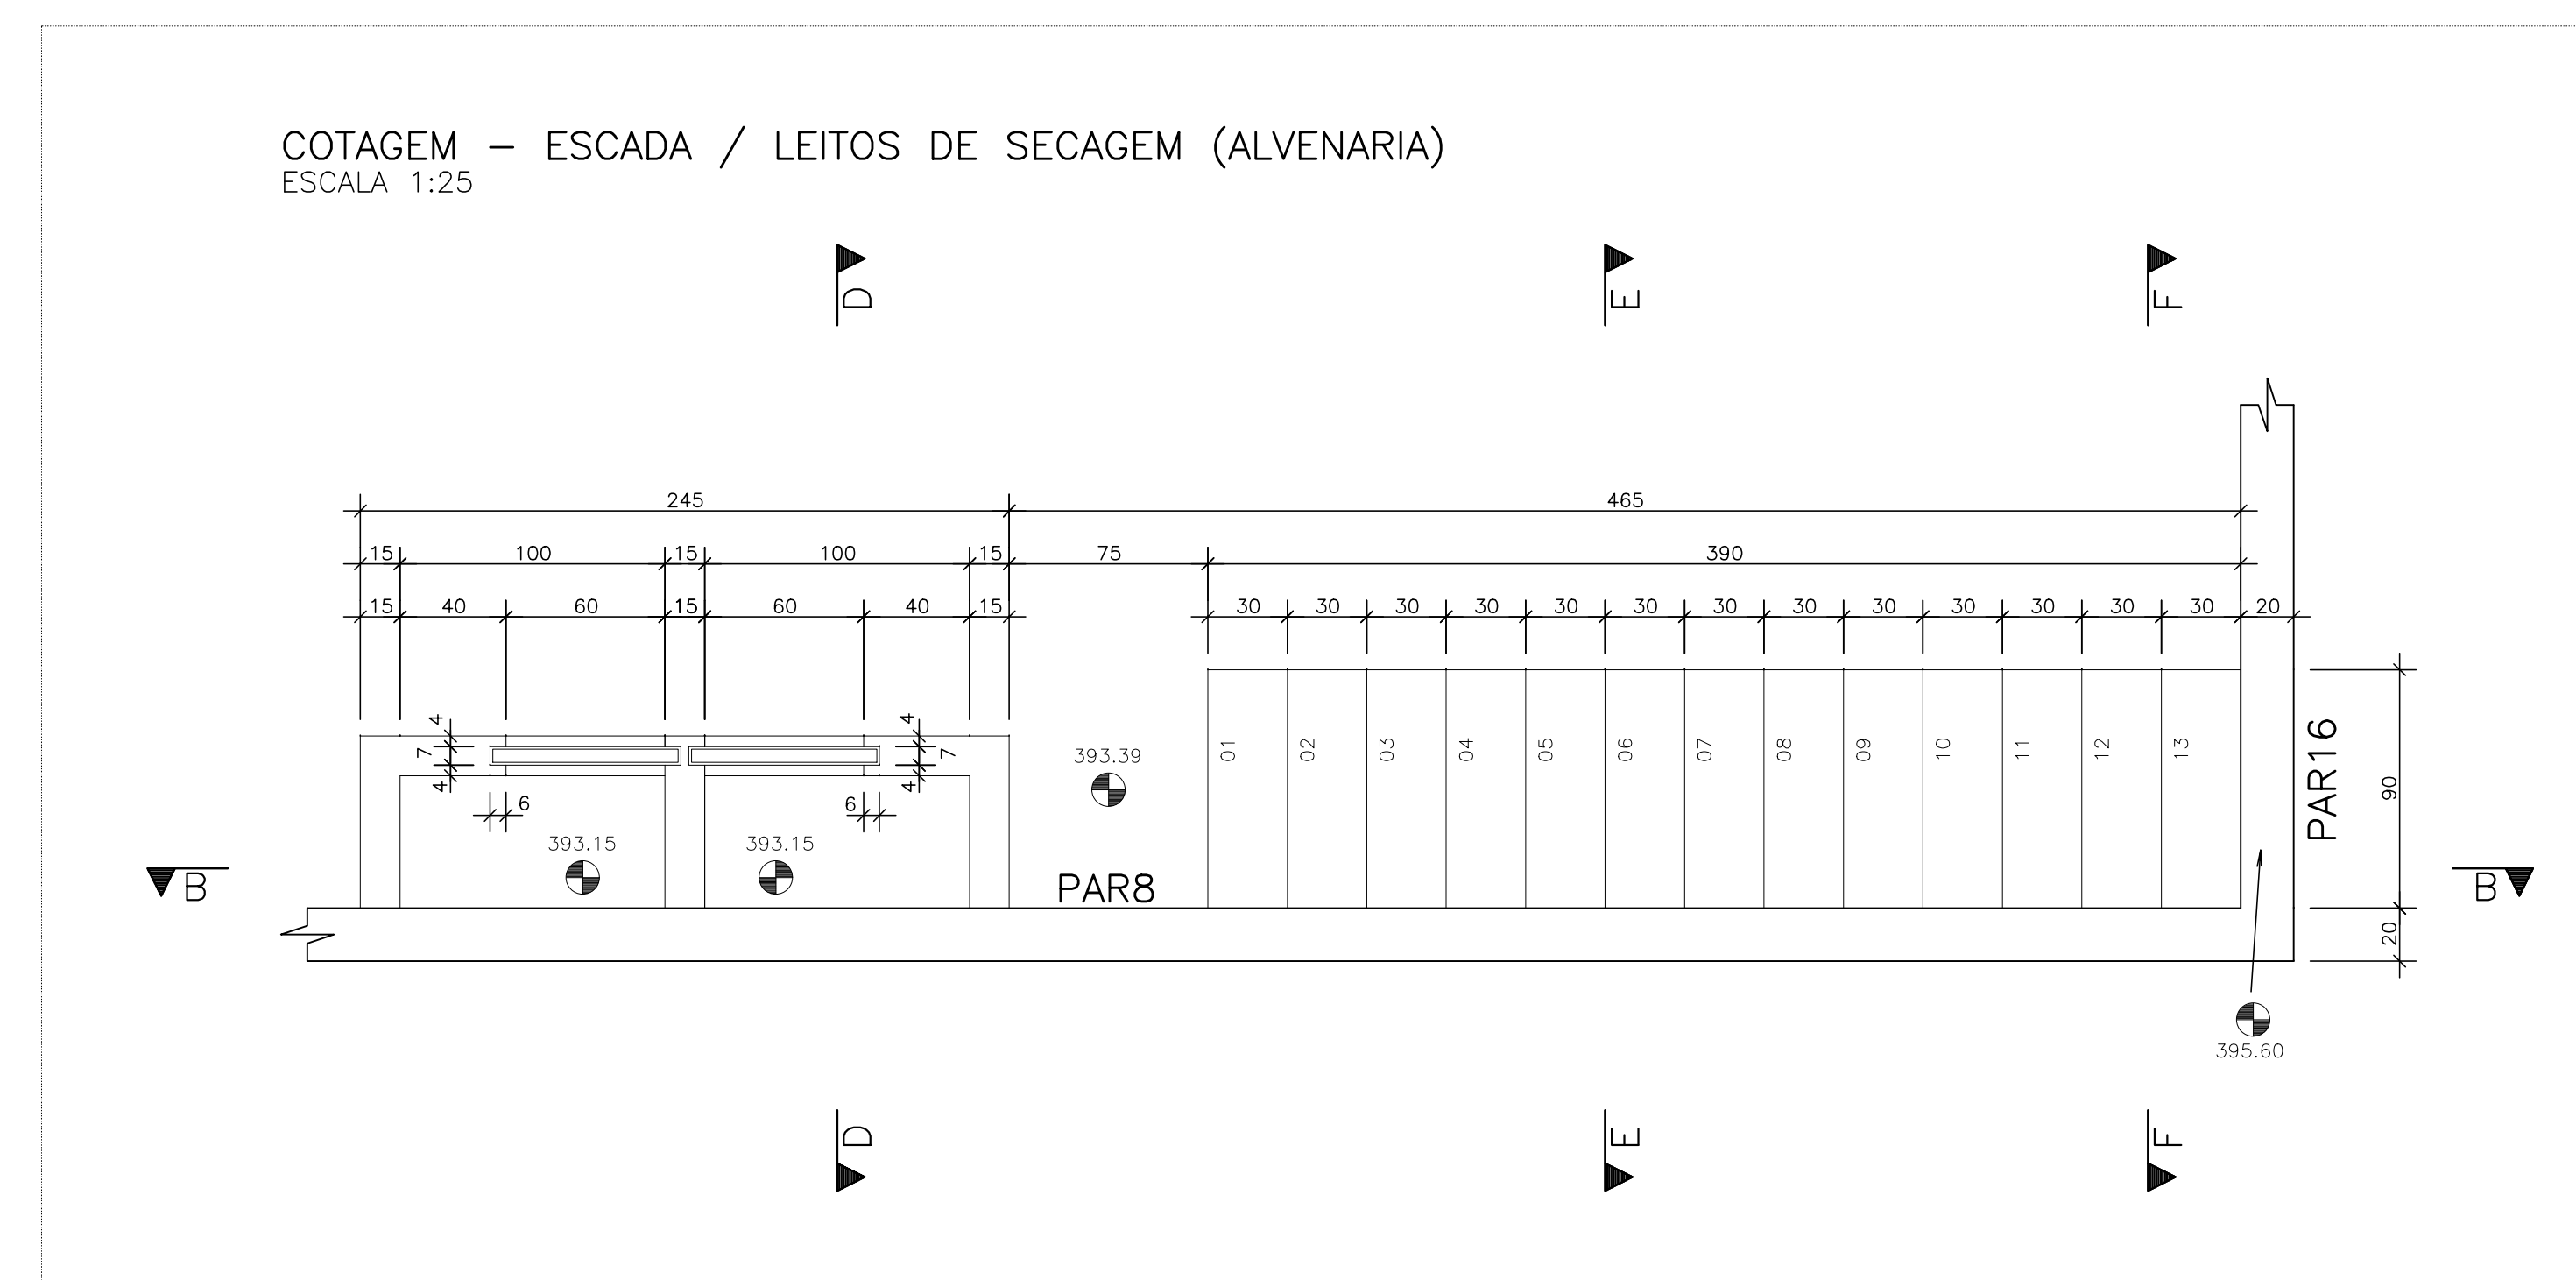 COTAGEM - ESCADA / LEITOS DE SECAGEM (ALVENARIA)
ESCALA 1:25
D E F
245 465
15 100 15 100 15 75 390
15 40 60 15 60 40 15 30 30 30 30 30 30 30 30 30 30 30 30 30 20
4 4
7 7
4 4
6 6
393.39
01 02 03 04 05 06 07 08 09 10 11 12 13
PAR16
90
393.15 393.15
B PAR8 B
20
395.60
D E F